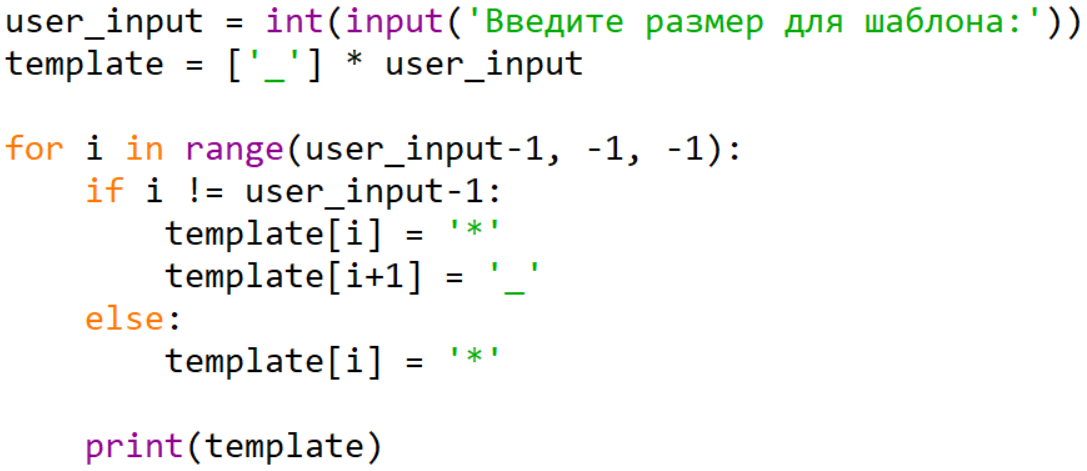 user_input = int(input('Введите размер для шаблона:'))
template = ['_'] * user_input

for i in range(user_input-1, -1, -1):
    if i != user_input-1:
        template[i] = '*'
        template[i+1] = '_'
    else:
        template[i] = '*'

    print(template)